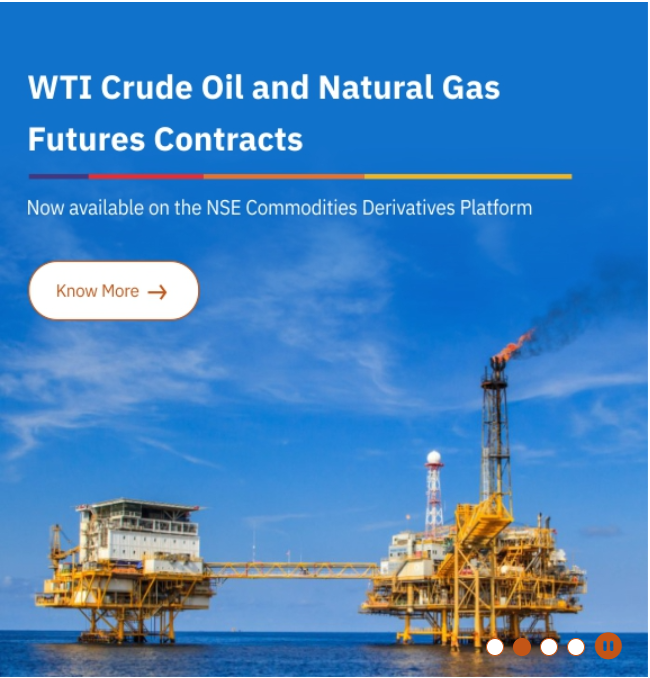 WTI Crude Oil and Natural Gas
Futures Contracts
Now available on the NSE Commodities Derivatives Platform
Know More →